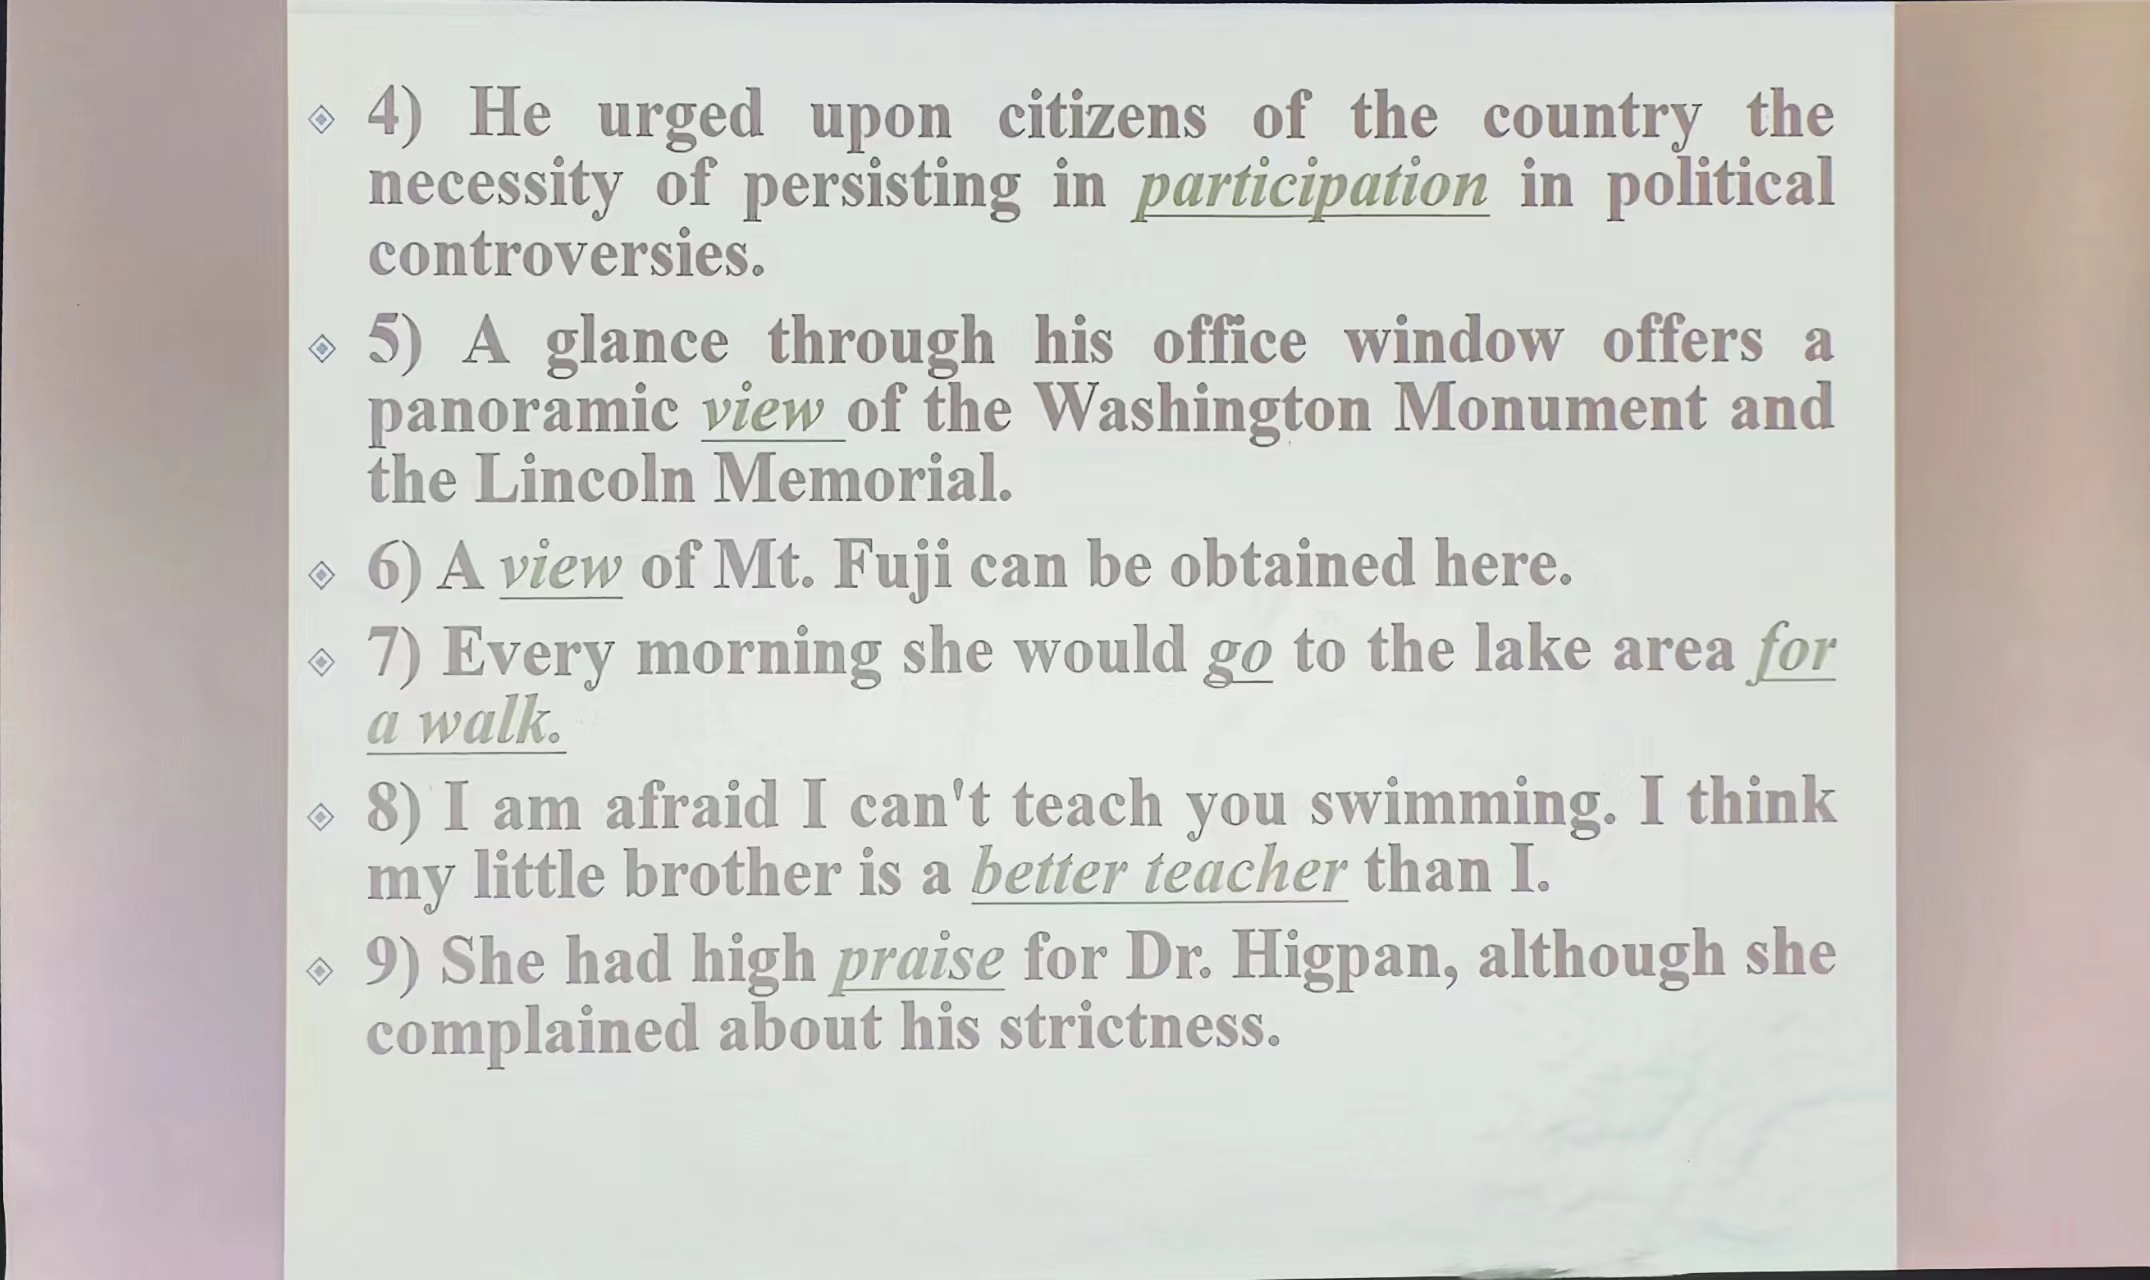 4) He urged upon citizens of the country the
necessity of persisting in participation in political
controversies.
5) A glance through his office window offers a
panoramic view of the Washington Monument and
the Lincoln Memorial.
6) A view of Mt. Fuji can be obtained here.
7) Every morning she would go to the lake area for
a walk.
8) I am afraid I can't teach you swimming. I think
my little brother is a better teacher than I.
9) She had high praise for Dr. Higpan, although she
complained about his strictness.